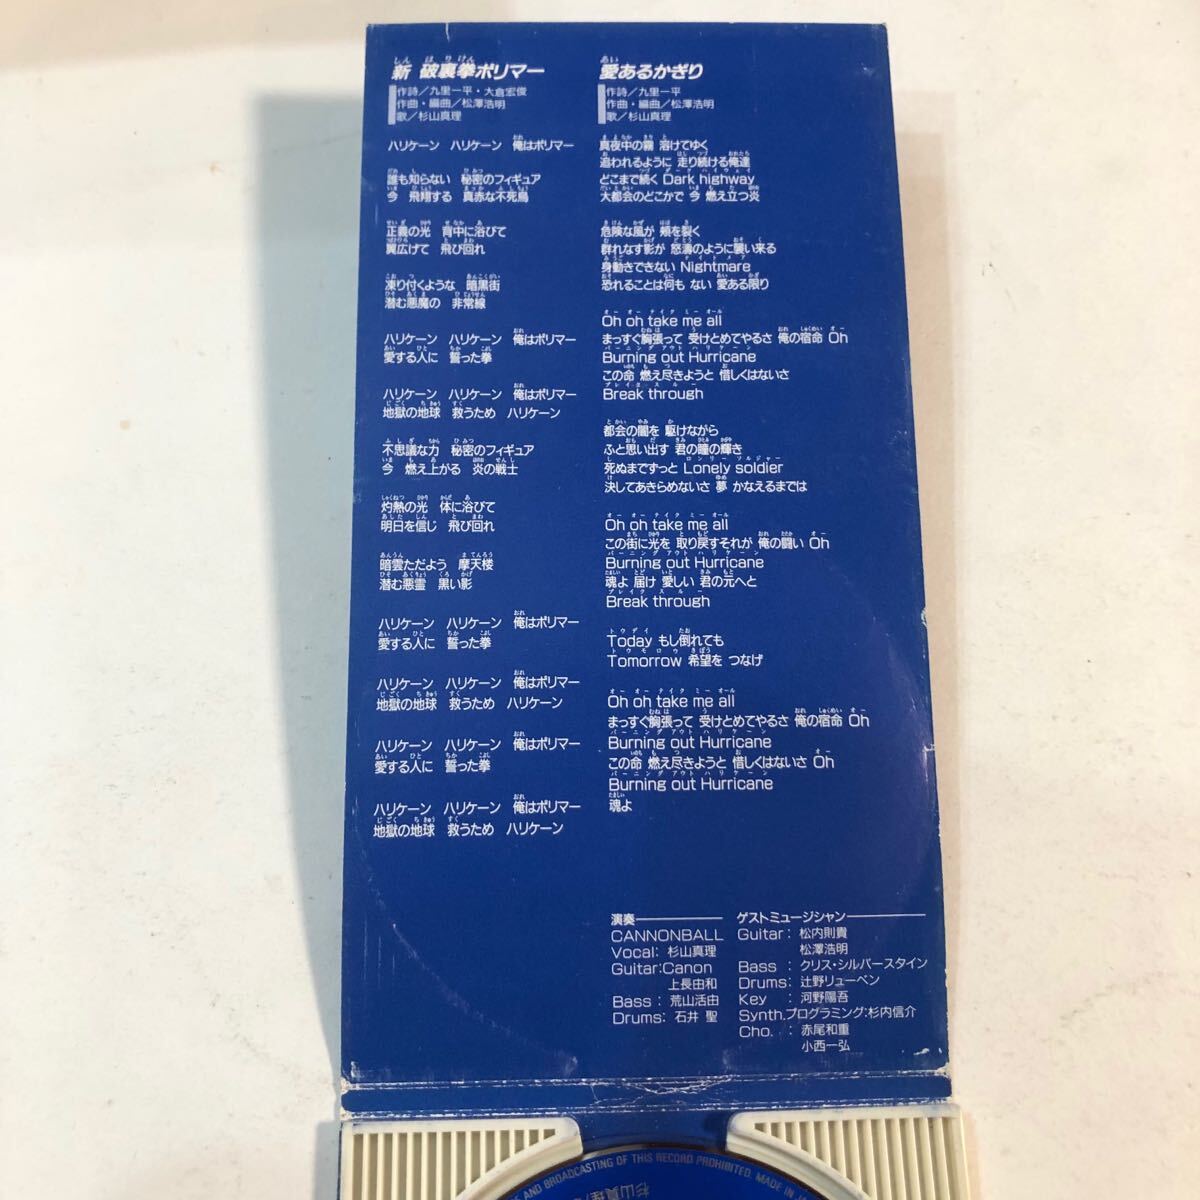 新 破裏拳ポリマー
作詩／九里一平・大倉宏俊
作曲・編曲／松澤浩明
歌／杉山真理
ハリケーン ハリケーン 俺はポリマー
誰も知らない 秘密のフィギュア
今 飛翔する 真赤な不死鳥
正義の光 背中に浴びて
翼広げて 飛び回れ
凍り付くような 暗黒街
潜む悪魔の 非常線
ハリケーン ハリケーン 俺はポリマー
愛する人に 誓った拳
ハリケーン ハリケーン 俺はポリマー
地獄の地球 救うため ハリケーン
不思議な力 秘密のフィギュア
今 燃え上がる 炎の戦士
灼熱の光 体に浴びて
明日を信じ 飛び回れ
暗雲ただよう 摩天楼
潜む悪霊 黒い影
ハリケーン ハリケーン 俺はポリマー
愛する人に 誓った拳
ハリケーン ハリケーン 俺はポリマー
地獄の地球 救うため ハリケーン
ハリケーン ハリケーン 俺はポリマー
愛する人に 誓った拳
ハリケーン ハリケーン 俺はポリマー
地獄の地球 救うため ハリケーン
愛あるかぎり
作詩／九里一平
作曲・編曲／松澤浩明
歌／杉山真理
真夜中の霧 溶けてゆく
追われるように 走り続ける俺達
どこまで続く Dark highway
大都会のどこかで 今 燃え立つ炎
危険な風が 頬を裂く
群れなす影が 怒濤のように襲い来る
身動きできない Nightmare
恐れることは何も ない 愛ある限り
Oh oh take me all
まっすぐ胸張って 受けとめてやるさ 俺の宿命 Oh
Burning out Hurricane
この命 燃え尽きようと 惜しくはないさ
Break through
都会の闇を 駆けながら
ふと思い出す 君の瞳の輝き
死ぬまでずっと Lonely soldier
決してあきらめないさ 夢 かなえるまでは
Oh oh take me all
この街に光を 取り戻すそれが 俺の闘い Oh
Burning out Hurricane
魂よ 届け 愛しい 君の元へと
Break through
Today もし倒れても
Tomorrow 希望を つなげ
Oh oh take me all
まっすぐ胸張って 受けとめてやるさ 俺の宿命 Oh
Burning out Hurricane
この命 燃え尽きようと 惜しくはないさ Oh
Burning out Hurricane
魂よ
演奏
CANNONBALL
Vocal: 杉山真理
Guitar:Canon
上長由和
Bass: 荒山活由
Drums: 石井 聖
ゲストミュージシャン
Guitar: 松内則貴
松澤浩明
Bass : クリス・シルバースタイン
Drums: 辻野リューベン
Key : 河野陽吾
Synth.プログラミング:杉内信介
Cho. : 赤尾和重
小西一弘
AND BROADCASTING OF THIS RECORD PROHIBITED. MADE IN
杉山真理